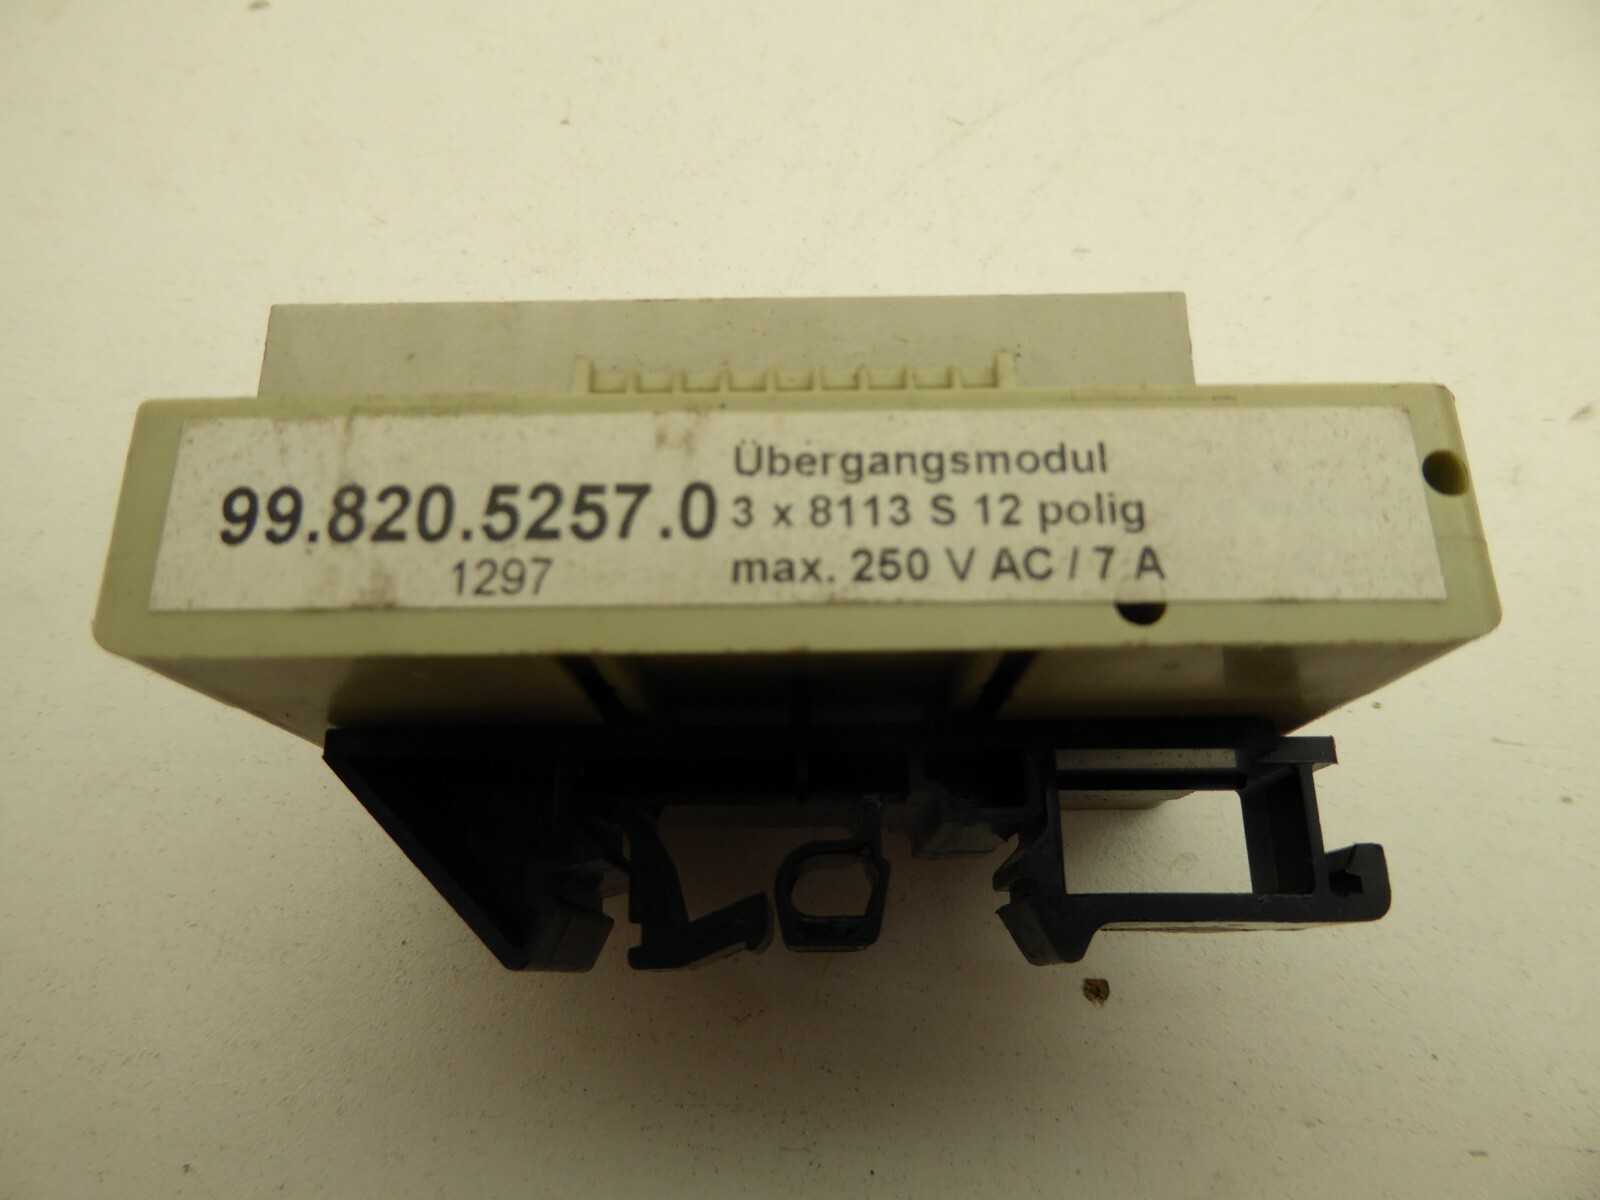 99.820.5257.0
1297
Übergangsmodul
3 x 8113 S 12 polig
max. 250 V AC / 7 A